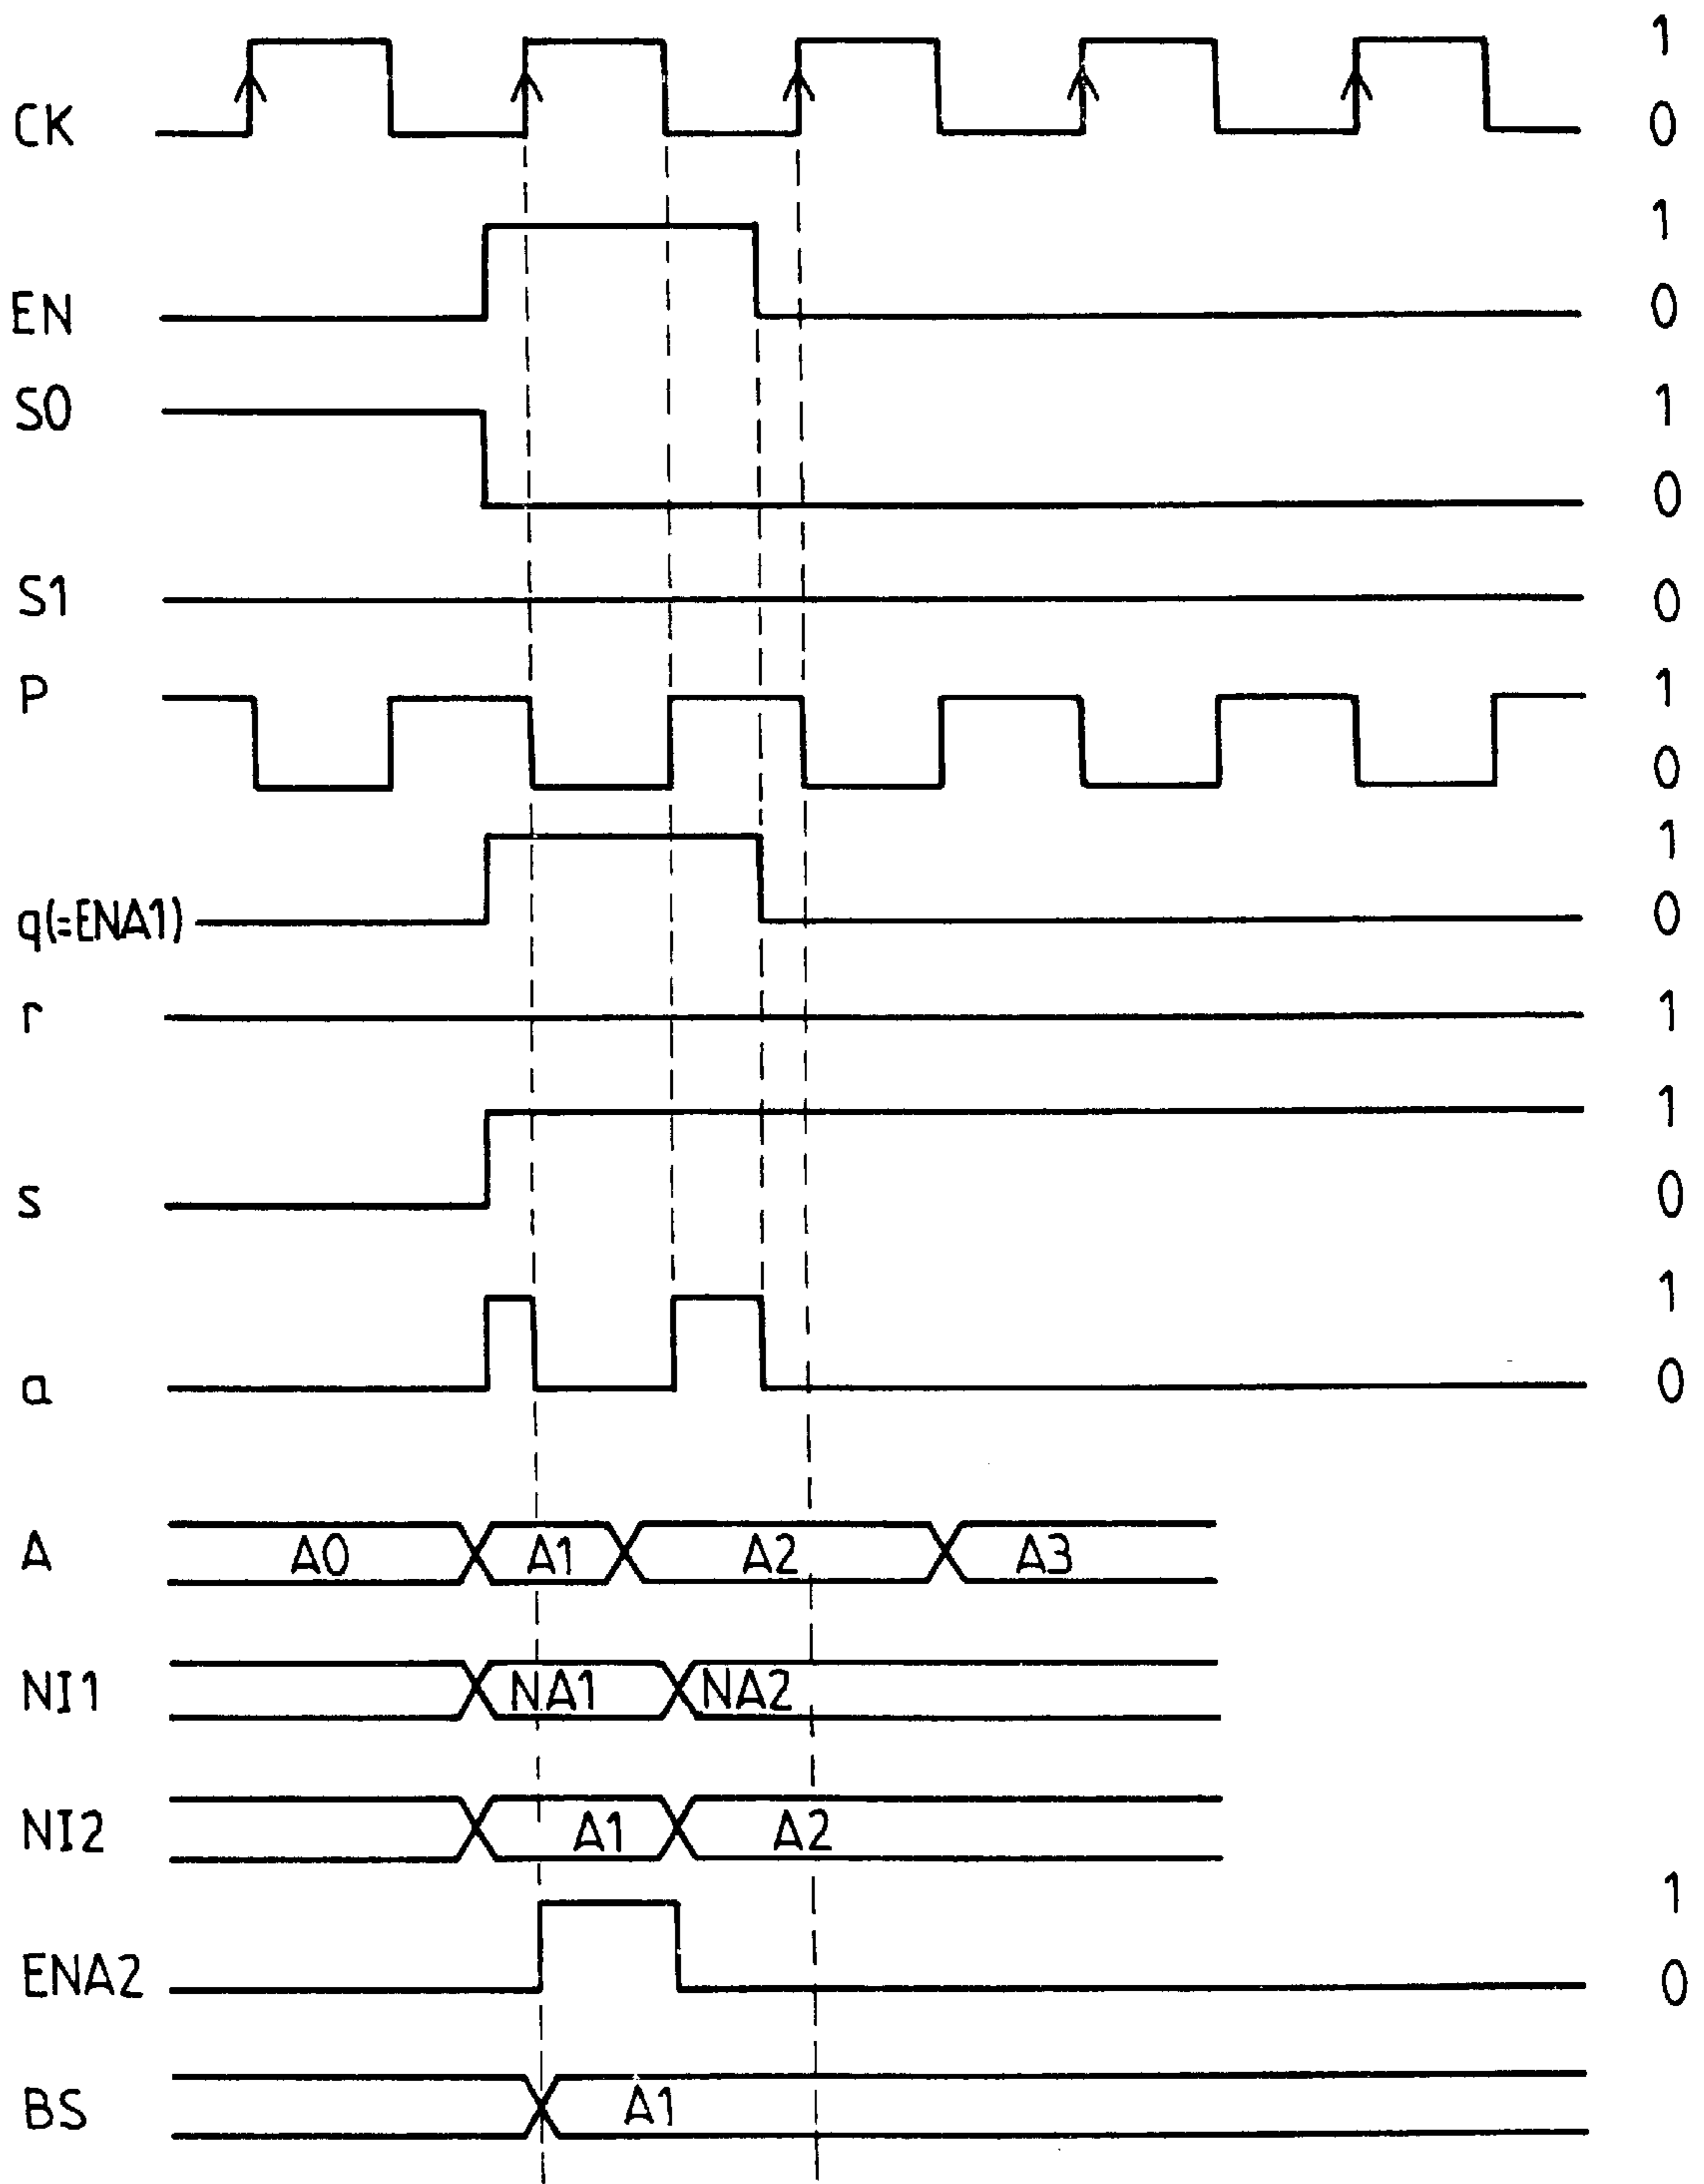 1
CK 0
1
EN 0
S0 1
0
S1 0
P 1
0
1
q(=ENA1) 0
r 1
1
s 0
1
a 0
A A0 A1 A2 A3
NI1 NA1 NA2
NI2 A1 A2
1
ENA2 0
BS A1